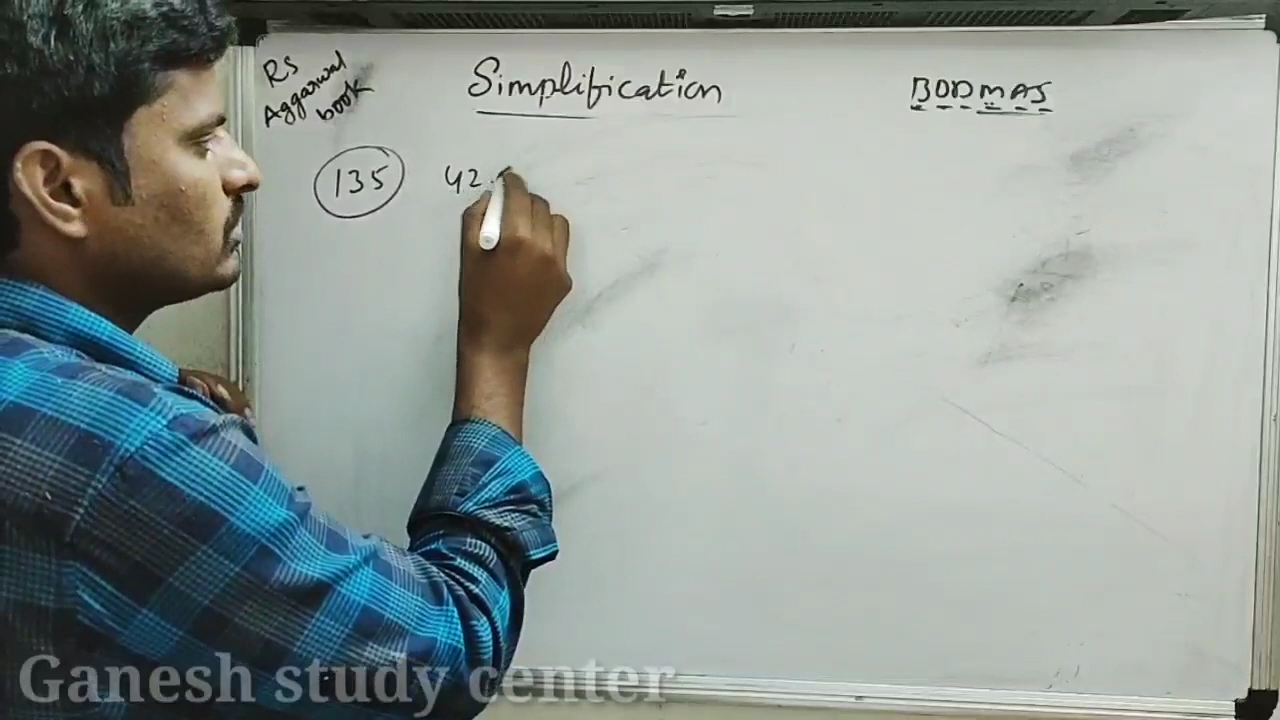 RS
Aggarwal
book
Simplification
BODMAS
135
42.
Ganesh study center